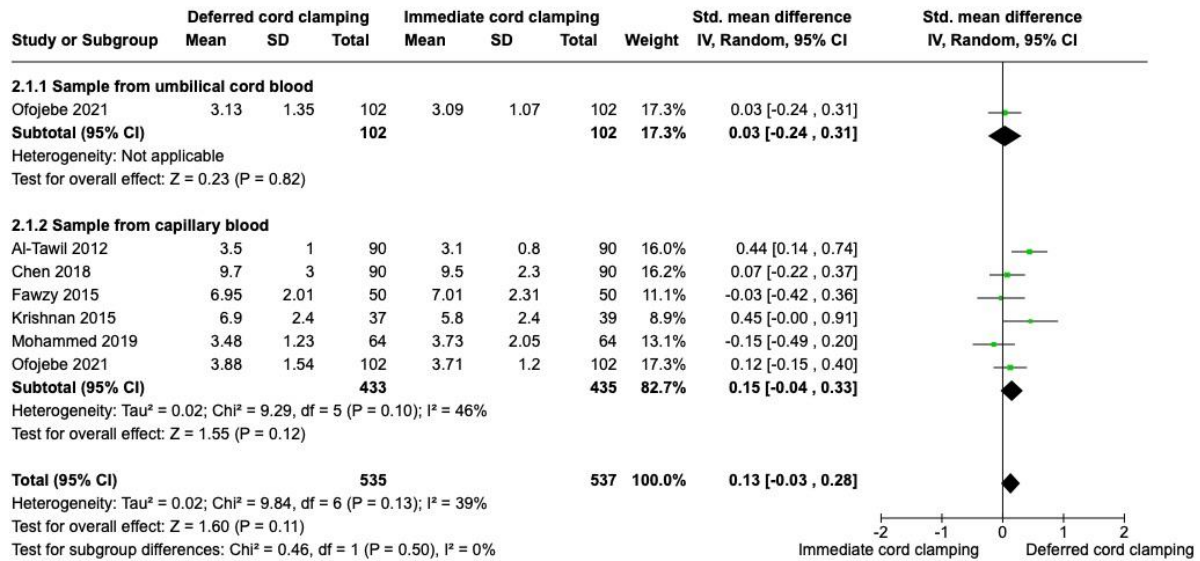 Deferred cord clamping Immediate cord clamping Std. mean difference Std. mean difference
Study or Subgroup Mean SD Total Mean SD Total Weight IV, Random, 95% CI IV, Random, 95% CI
2.1.1 Sample from umbilical cord blood
Ofojebe 2021 3.13 1.35 102 3.09 1.07 102 17.3% 0.03 [-0.24 , 0.31]
Subtotal (95% CI) 102 102 17.3% 0.03 [-0.24 , 0.31]
Heterogeneity: Not applicable
Test for overall effect: Z = 0.23 (P = 0.82)
2.1.2 Sample from capillary blood
Al-Tawil 2012 3.5 1 90 3.1 0.8 90 16.0% 0.44 [0.14 , 0.74]
Chen 2018 9.7 3 90 9.5 2.3 90 16.2% 0.07 [-0.22 , 0.37]
Fawzy 2015 6.95 2.01 50 7.01 2.31 50 11.1% -0.03 [-0.42 , 0.36]
Krishnan 2015 6.9 2.4 37 5.8 2.4 39 8.9% 0.45 [-0.00 , 0.91]
Mohammed 2019 3.48 1.23 64 3.73 2.05 64 13.1% -0.15 [-0.49 , 0.20]
Ofojebe 2021 3.88 1.54 102 3.71 1.2 102 17.3% 0.12 [-0.15 , 0.40]
Subtotal (95% CI) 433 435 82.7% 0.15 [-0.04 , 0.33]
Heterogeneity: Tau² = 0.02; Chi² = 9.29, df = 5 (P = 0.10); I² = 46%
Test for overall effect: Z = 1.55 (P = 0.12)
Total (95% CI) 535 537 100.0% 0.13 [-0.03 , 0.28]
Heterogeneity: Tau² = 0.02; Chi² = 9.84, df = 6 (P = 0.13); I² = 39%
Test for overall effect: Z = 1.60 (P = 0.11)
Test for subgroup differences: Chi² = 0.46, df = 1 (P = 0.50), I² = 0%
-2 -1 0 1 2
Immediate cord clamping Deferred cord clamping